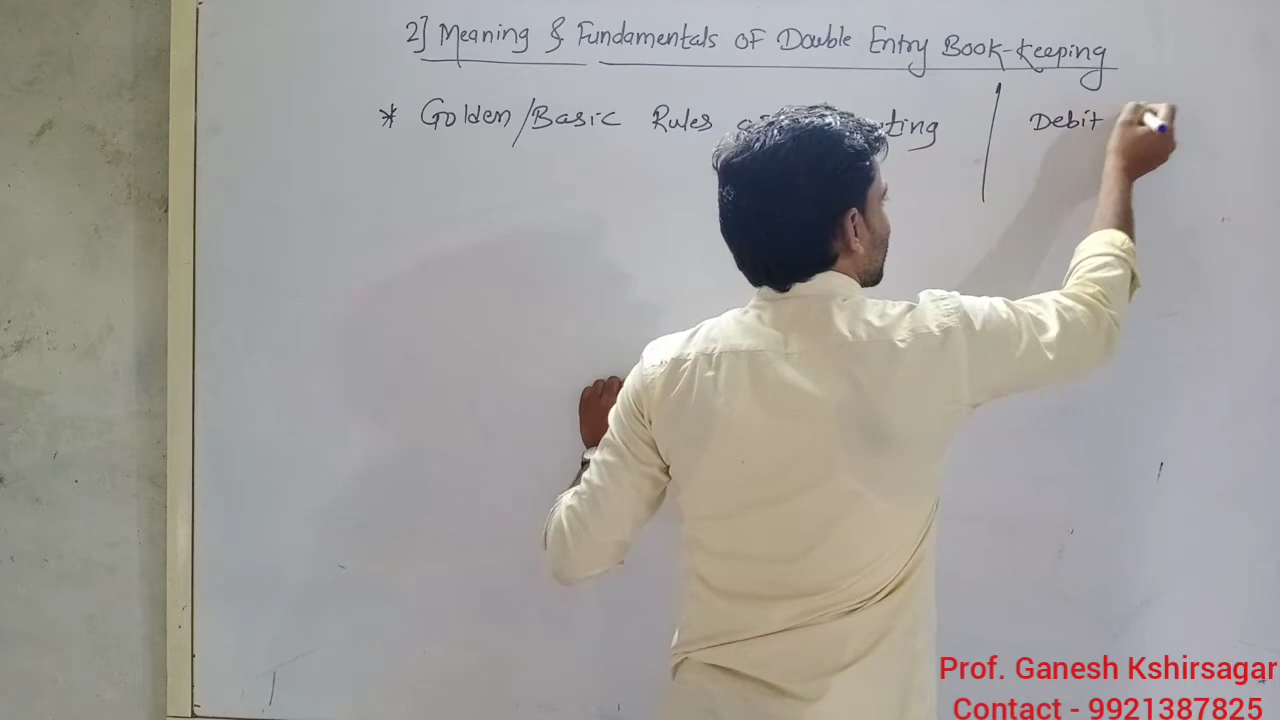 2] Meaning & Fundamentals of Double Entry Book-Keeping
* Golden/Basic Rules ting | Debit
Prof. Ganesh Kshirsagar
Contact - 9921387825